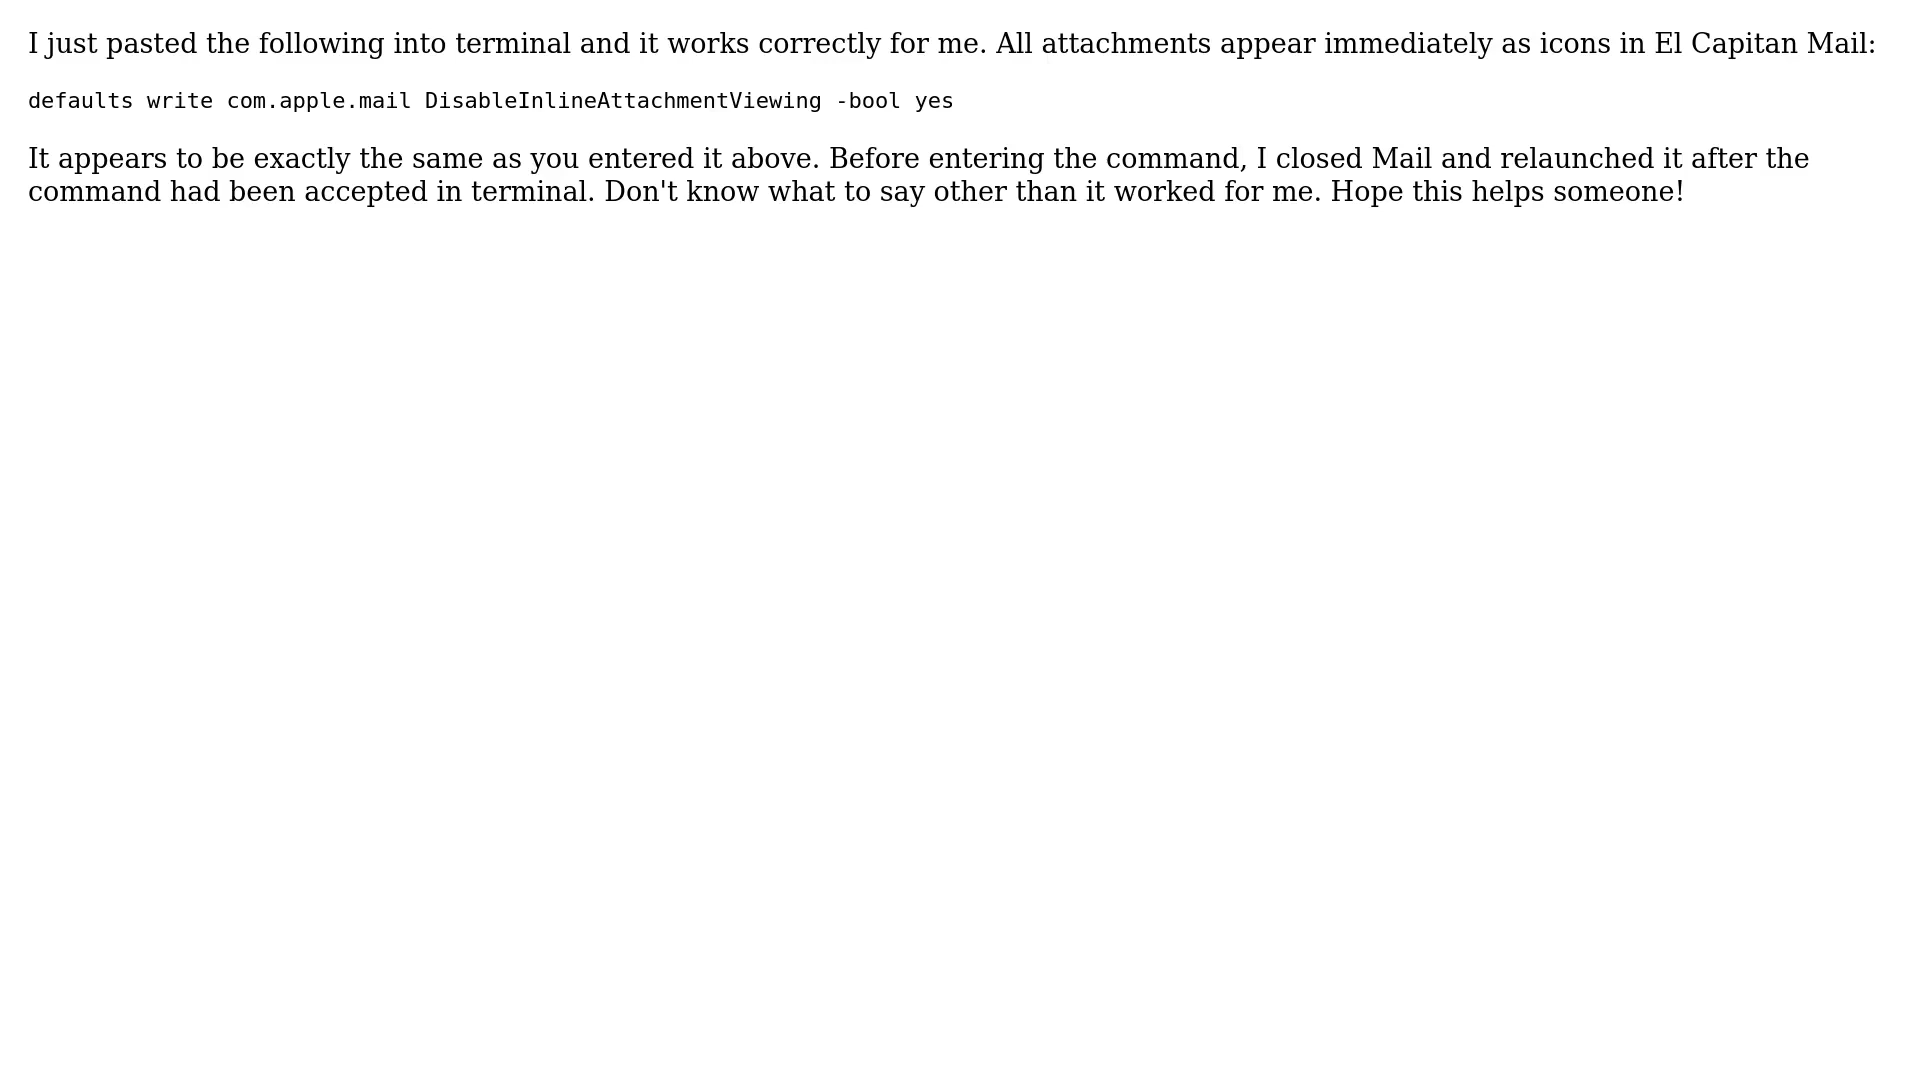 I just pasted the following into terminal and it works correctly for me. All attachments appear immediately as icons in El Capitan Mail:
defaults write com.apple.mail DisableInlineAttachmentViewing -bool yes
It appears to be exactly the same as you entered it above. Before entering the command, I closed Mail and relaunched it after the
command had been accepted in terminal. Don't know what to say other than it worked for me. Hope this helps someone!